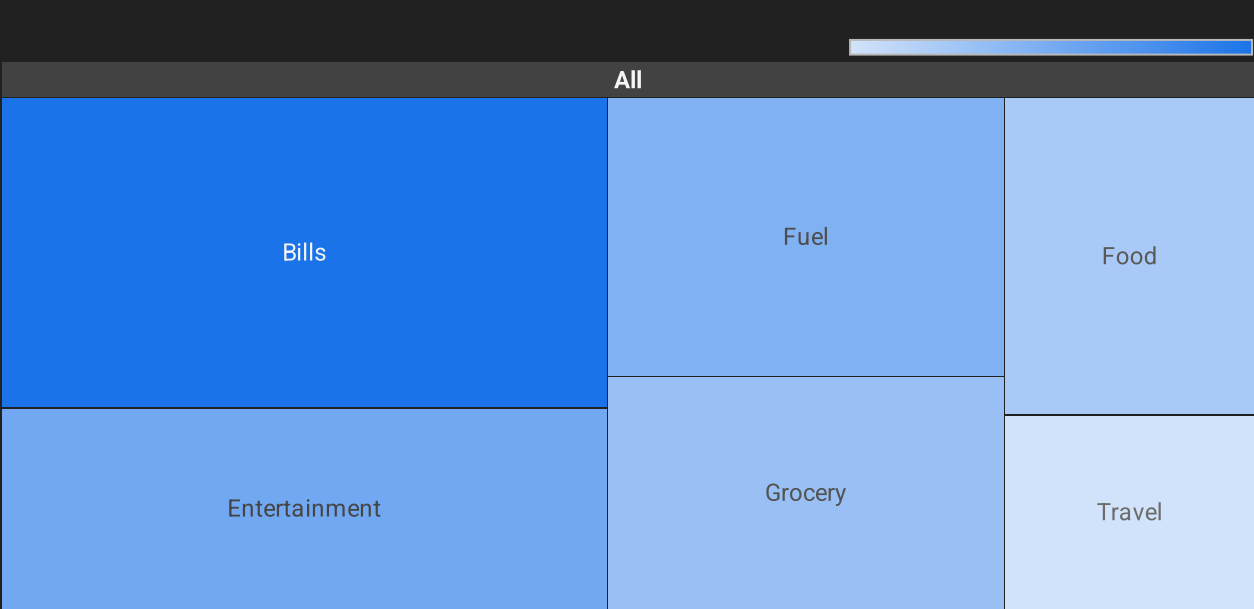 All
Bills
Fuel
Food
Entertainment
Grocery
Travel